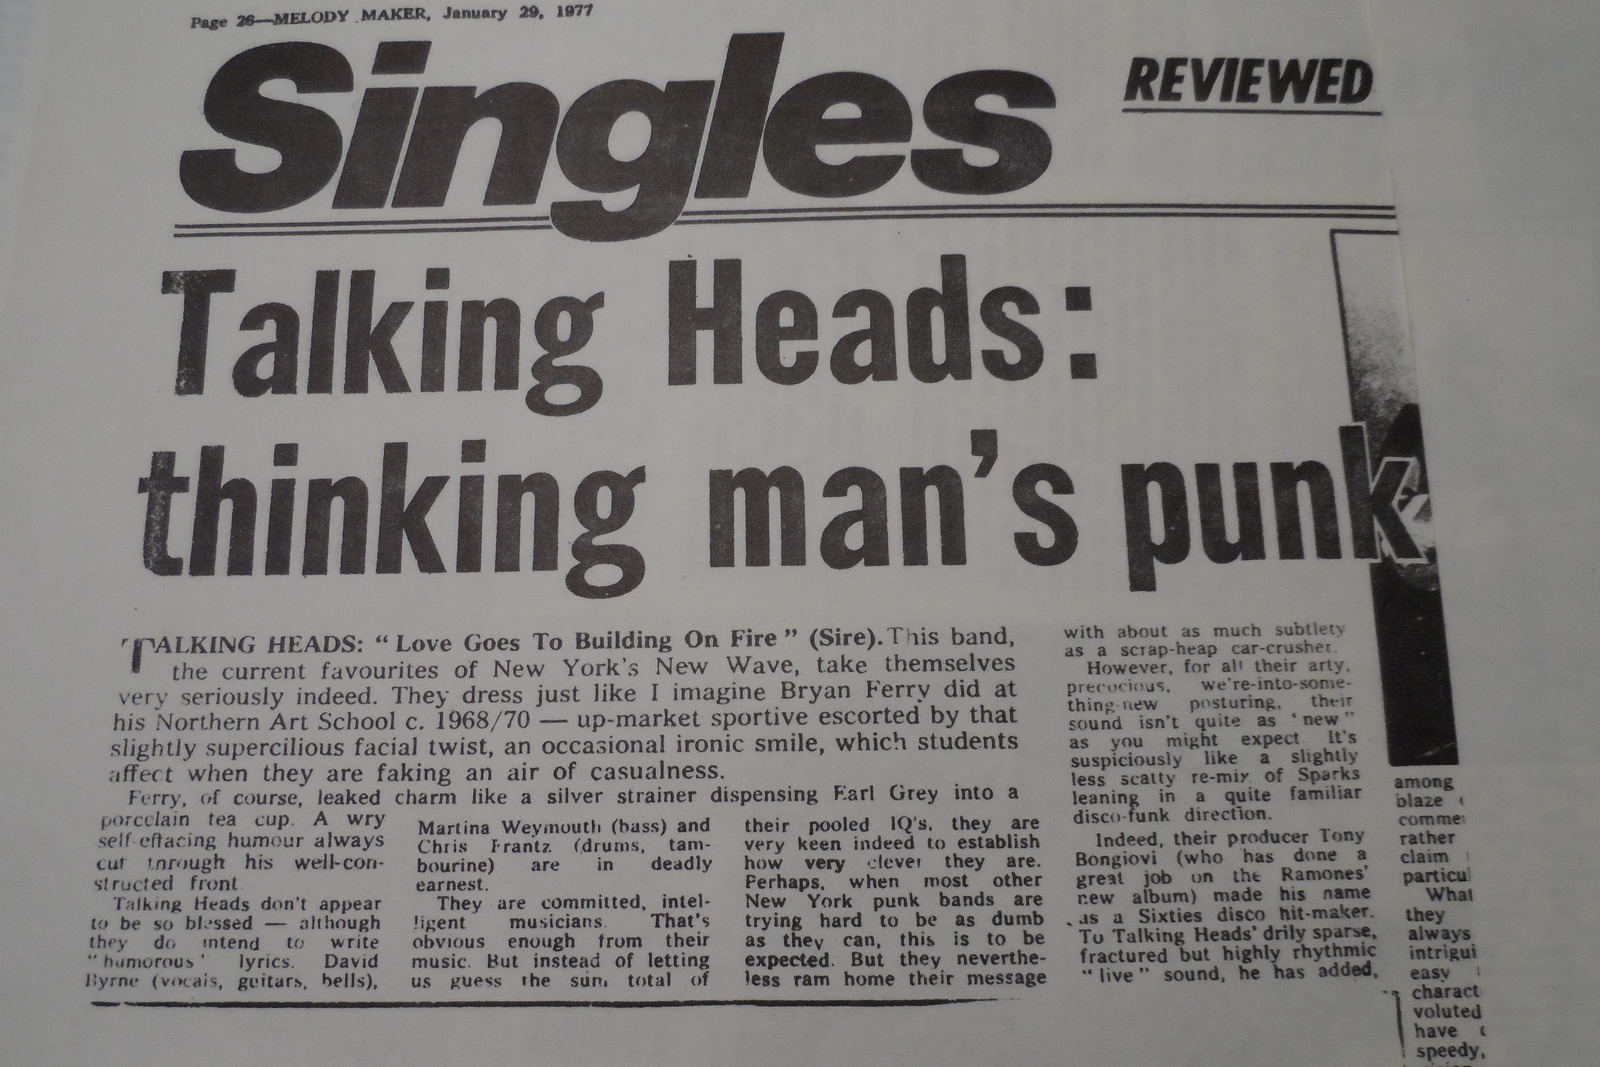 Page 26—MELODY MAKER, January 29, 1977
Singles
REVIEWED
Talking Heads:
thinking man's punk
TALKING HEADS: "Love Goes To Building On Fire" (Sire). This band,
the current favourites of New York's New Wave, take themselves
very seriously indeed. They dress just like I imagine Bryan Ferry did at
his Northern Art School c. 1968/70 — up-market sportive escorted by that
slightly supercilious facial twist, an occasional ironic smile, which students
affect when they are faking an air of casualness.
Ferry, of course, leaked charm like a silver strainer dispensing Earl Grey into a
porcelain tea cup. A wry
self-effacing humour always
cut through his well-con-
structed front
Talking Heads don't appear
to be so blessed — although
they do intend to write
"humorous' lyrics. David
Byrne (vocals, guitars, bells),
Martina Weymouth (bass) and
Chris Frantz (drums, tam-
bourine) are in deadly
earnest.
They are committed, intel-
ligent musicians. That's
obvious enough from their
music. But instead of letting
us guess the sum total of
their pooled IQ's, they are
very keen indeed to establish
how very clever they are.
Perhaps, when most other
New York punk bands are
trying hard to be as dumb
as they can, this is to be
expected. But they neverthe-
less ram home their message
with about as much subtlety
as a scrap-heap car-crusher.
However, for all their arty,
precocious, we're-into-some-
thing-new posturing, their
sound isn't quite as 'new"
as you might expect. It's
suspiciously like a slightly
less scatty re-mix of Sparks
leaning in a quite familiar
disco-funk direction.
Indeed, their producer Tony
Bongiovi (who has done a
great job on the Ramones'
new album) made his name
as a Sixties disco hit-maker.
To Talking Heads' drily sparse,
fractured but highly rhythmic
"live" sound, he has added,
among
blaze
comme
rather
claim
particul
What
they
always
intrigui
easy
charact
voluted
have
speedy,